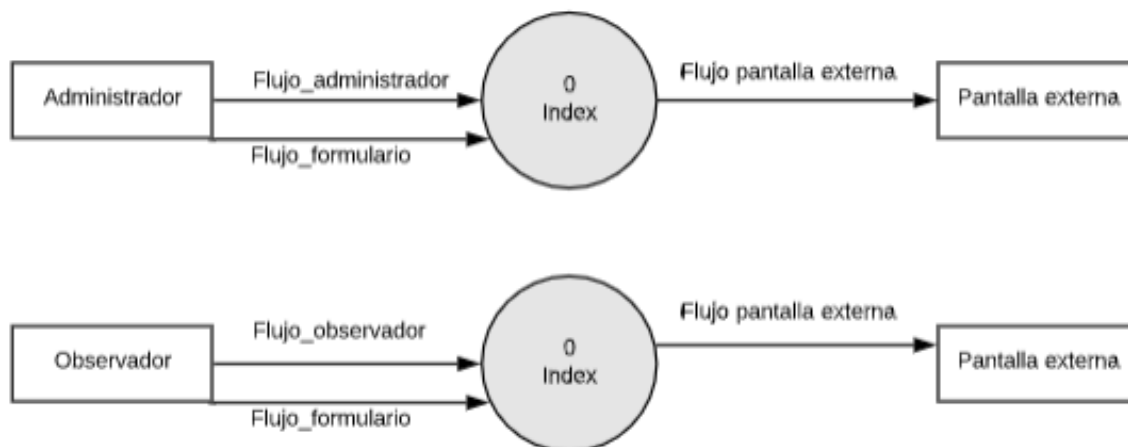 Administrador
Flujo_administrador
Flujo_formulario
0
Index
Flujo pantalla externa
Pantalla externa
Observador
Flujo_observador
Flujo_formulario
0
Index
Flujo pantalla externa
Pantalla externa